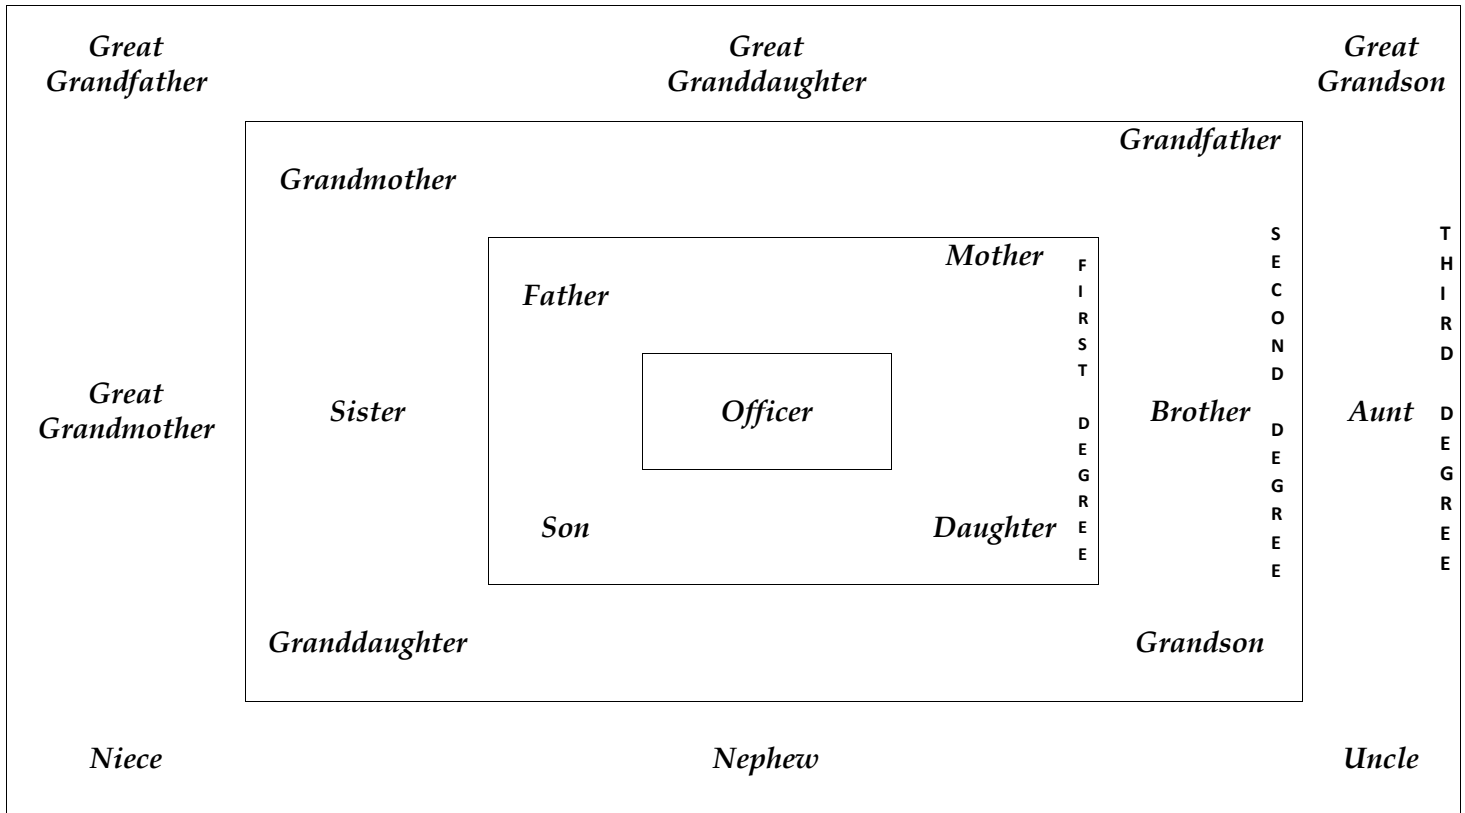 Great
Grandfather
Great
Granddaughter
Great
Grandson
Grandfather
Grandmother
Mother
Father
Great
Grandmother
Sister
Officer
Brother
Aunt
Son
Daughter
FIRST DEGREE
SECOND DEGREE
THIRD DEGREE
Granddaughter
Grandson
Niece
Nephew
Uncle